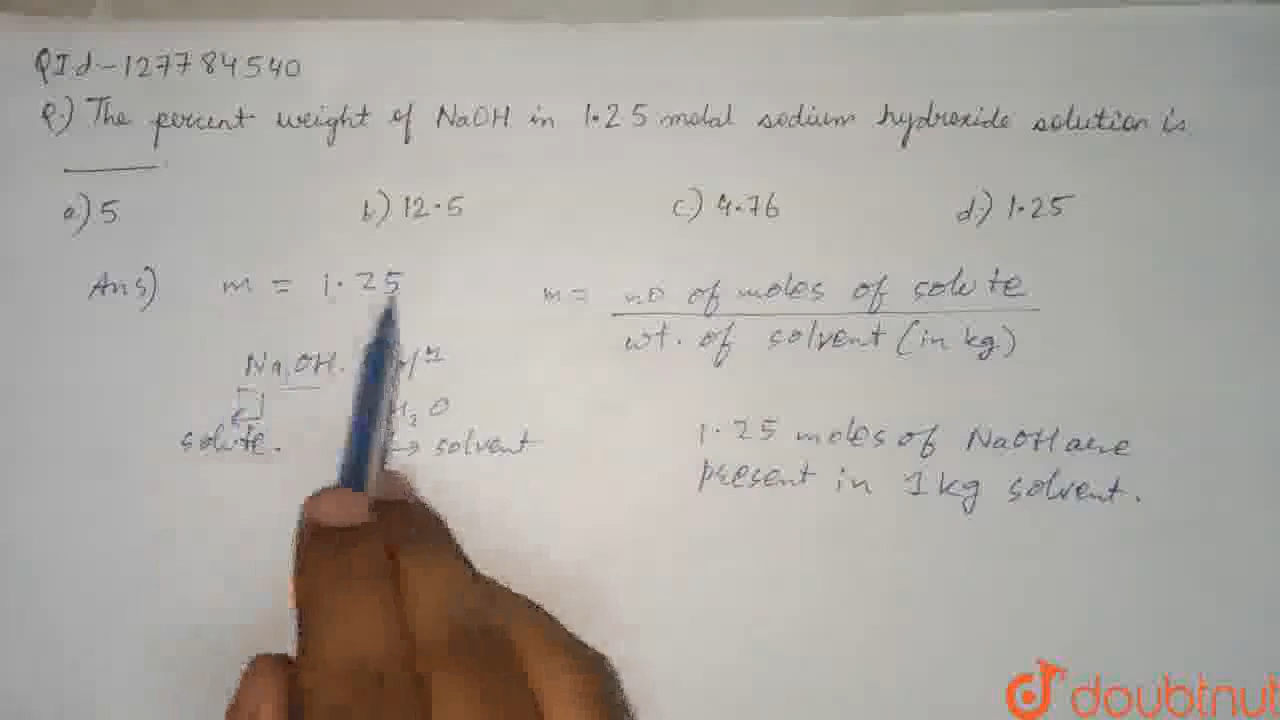 QId-127784540
Q.) The percent weight of NaOH in 1.25 molal sodium hydroxide solution is
a.) 5 b.) 12.5 c.) 4.76 d.) 1.25
Ans) m = 1.25 m = no of moles of solute
wt. of solvent (in kg)
NaOH.
H₂O
solute. → solvent
1.25 moles of NaOH are
present in 1 kg solvent.
doubtnut